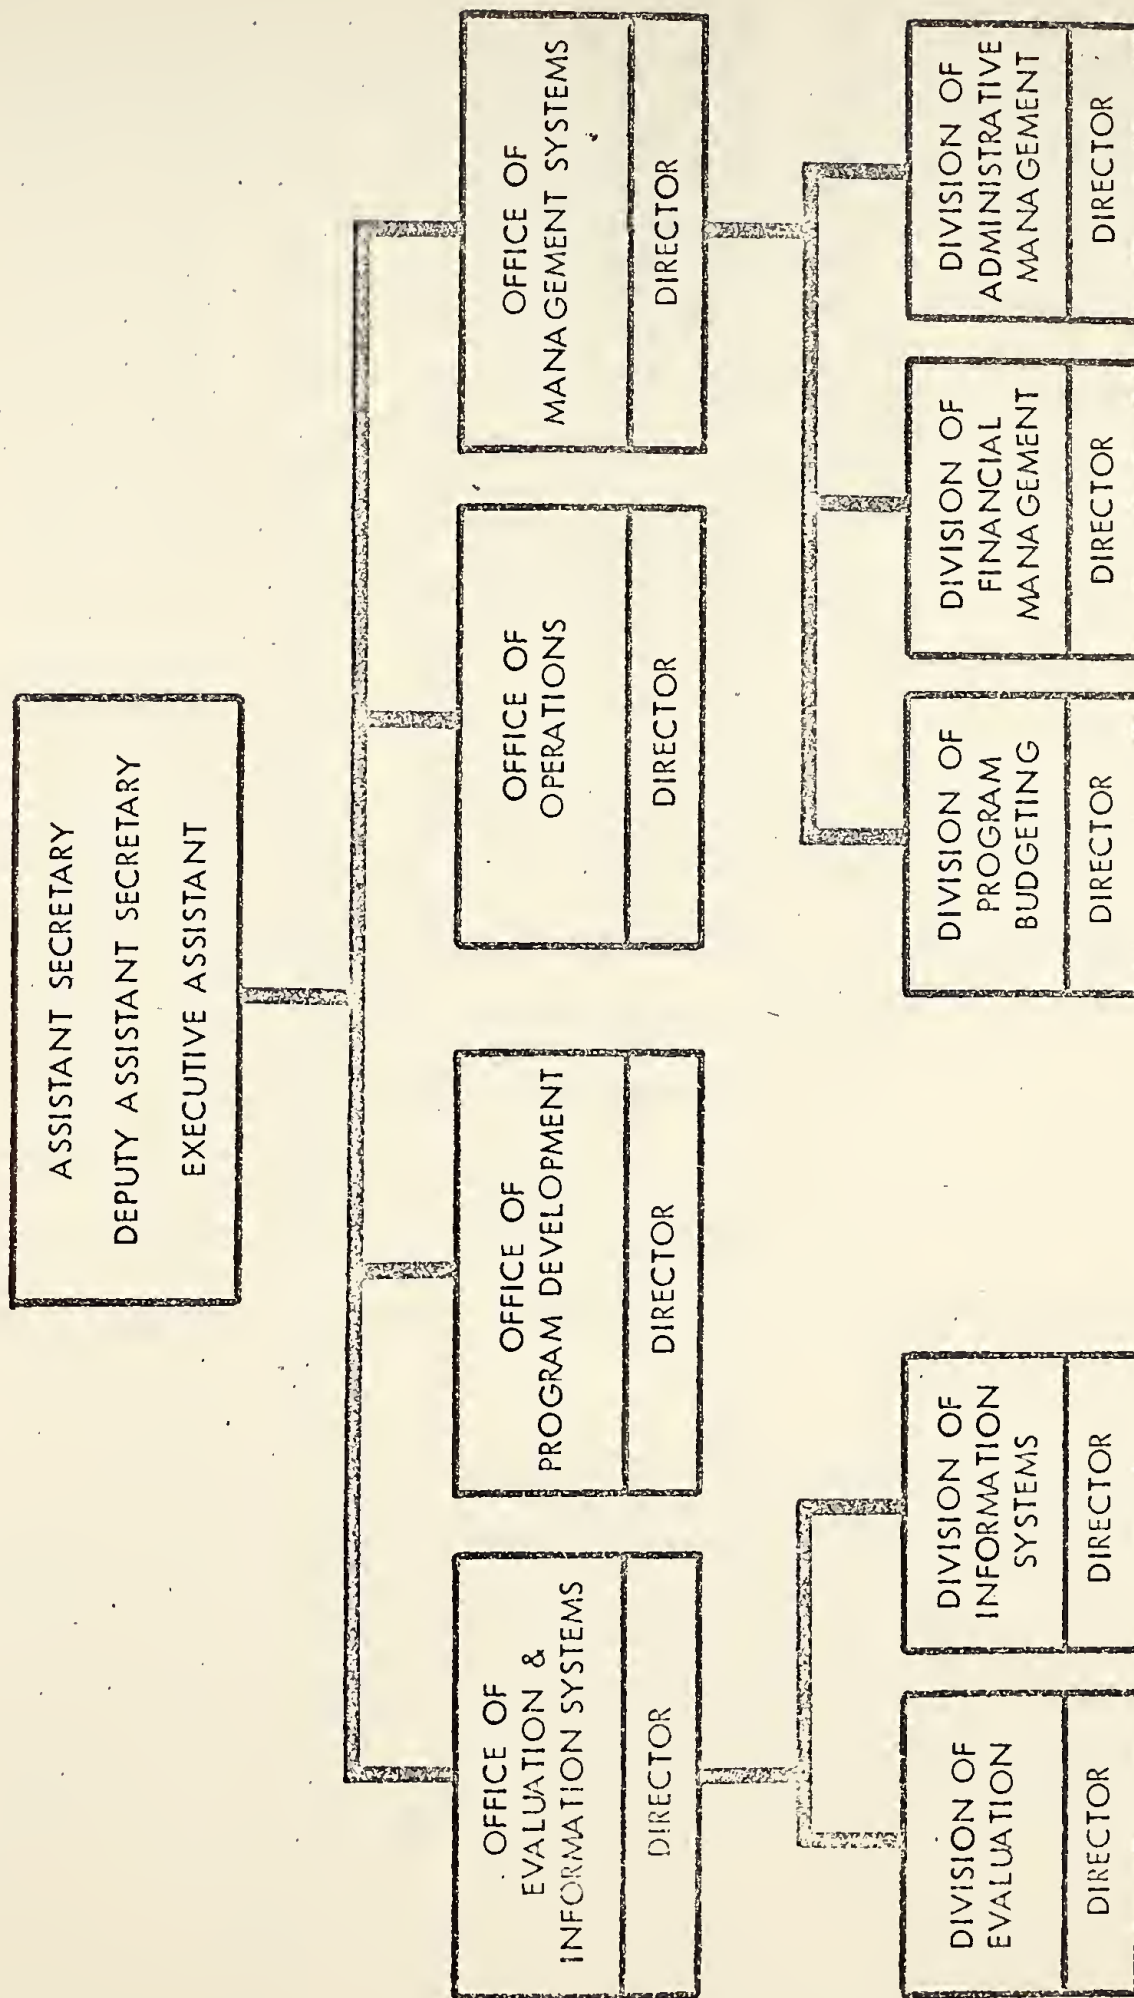 ASSISTANT SECRETARY
DEPUTY ASSISTANT SECRETARY
EXECUTIVE ASSISTANT
OFFICE OF
EVALUATION &
INFORMATION SYSTEMS
DIRECTOR
OFFICE OF
PROGRAM DEVELOPMENT
DIRECTOR
OFFICE OF
OPERATIONS
DIRECTOR
OFFICE OF
MANAGEMENT SYSTEMS
DIRECTOR
DIVISION OF
EVALUATION
DIRECTOR
DIVISION OF
INFORMATION
SYSTEMS
DIRECTOR
DIVISION OF
PROGRAM
BUDGETING
DIRECTOR
DIVISION OF
FINANCIAL
MANAGEMENT
DIRECTOR
DIVISION OF
ADMINISTRATIVE
MANAGEMENT
DIRECTOR